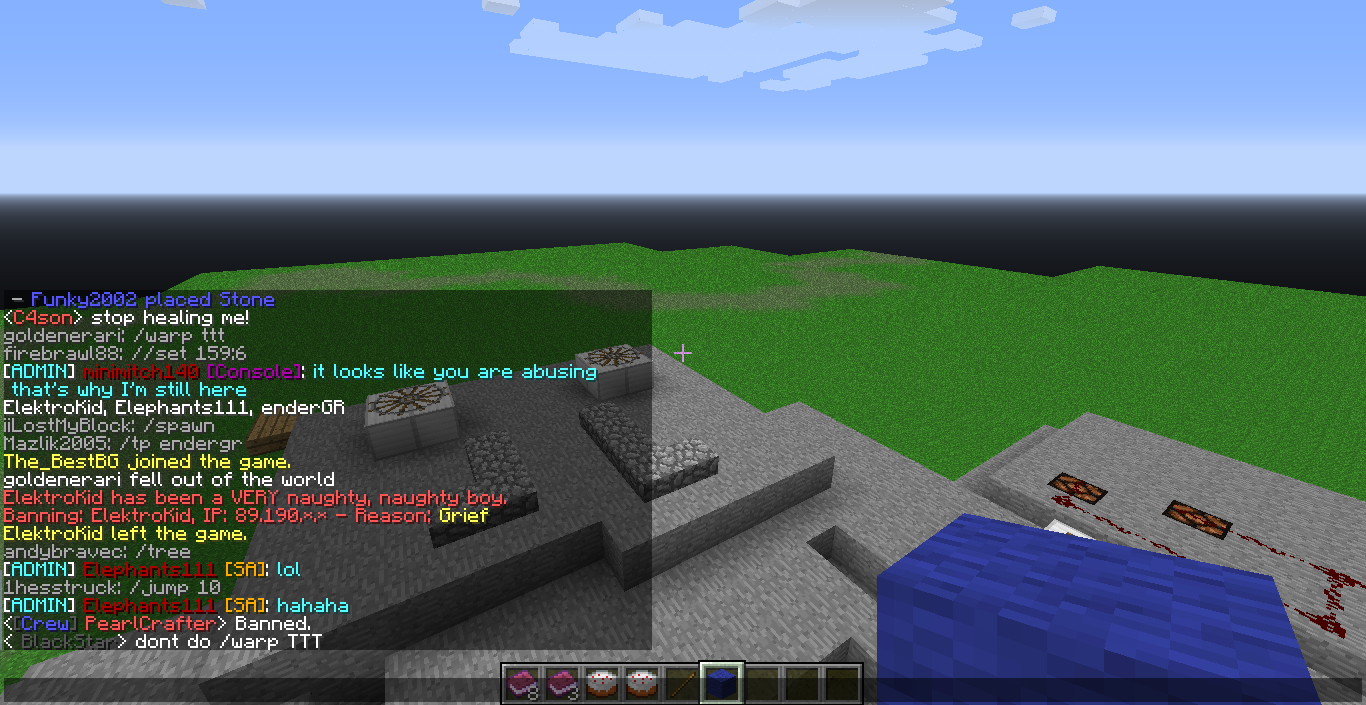 - Funky2002 placed Stone
<C4son> stop healing me!
goldenerari: /warp ttt
firebrawl88: //set 159:6
[ADMIN] minimitch140 [Console]: it looks like you are abusing
that's why I'm still here
ElektroKid, Elephants111, enderGR
iiLostMyBlock: /spawn
Mazlik2005: /tp endergr
The_BestBG joined the game.
goldenerari fell out of the world
ElektroKid has been a VERY naughty, naughty boy.
Banning: ElektroKid, IP: 89.190.*.* - Reason: Grief
ElektroKid left the game.
andybravec: /tree
[ADMIN] Elephants111 [SA]: lol
1hesstruck: /jump 10
[ADMIN] Elephants111 [SA]: hahaha
<[Crew] PearlCrafter> Banned.
< BlackStar> dont do /warp TTT
8 3